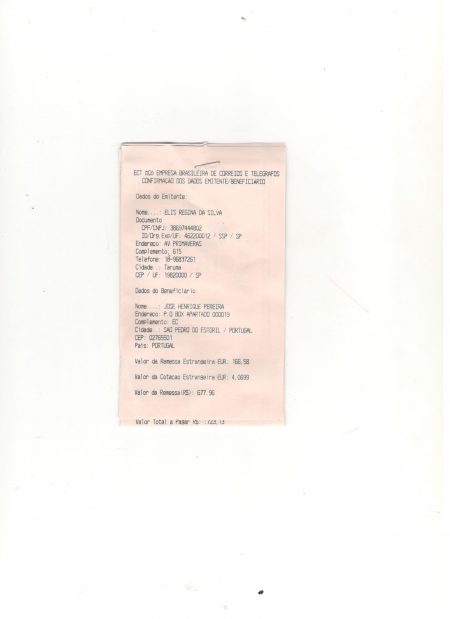 ECT EMPRESA BRASILEIRA DE CORREIOS E TELEGRAFOS
CONFIRMACAO DOS DADOS EMITENTE/BENEFICIARIO
Dados do Emitente:
Nome....: ELIS REGINA DA SILVA
Documento
CPF/CNPJ: 38697444802
ID/Org.Exp/UF: 462200012 / SSP / SP
Endereco: AV PRIMAVERAS
Complemento: 615
Telefone: 18-96837261
Cidade..: Taruma
CEP / UF: 19820000 / SP
Dados do Beneficiario:
Nome....: JOSE HENRIQUE PEREIRA
Endereco: P.O BOX APARTADO 000019
Complemento: EC
Cidade..: SAO PEDRO DO ESTORIL / PORTUGAL
CEP: 02765501
Pais: PORTUGAL
Valor da Remessa Estrangeira EUR: 166.58
Valor da Cotacao Estrangeira EUR: 4.0699
Valor da Remessa(R$): 677.96
Valor Total a Pagar R$: